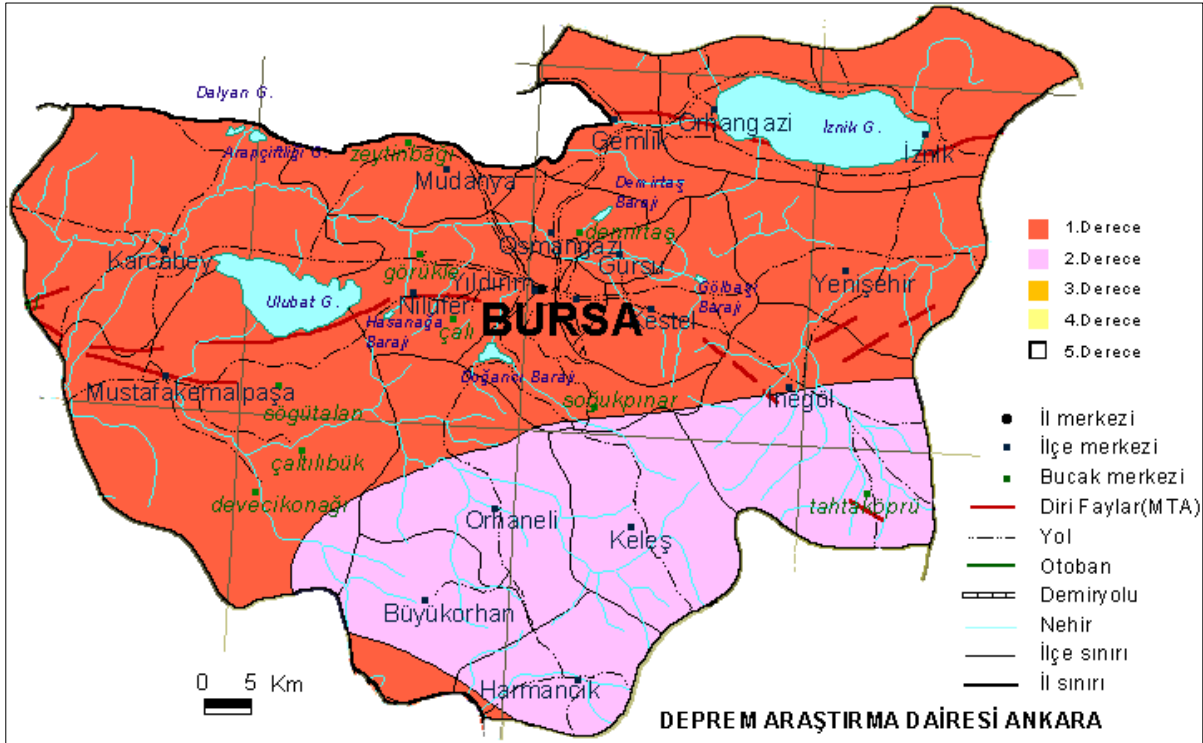 Dalyan G.
Arapçiftliği G.
zeytinbağı
Mudanya
Gemlik
Orhangazi
İznik G.
İznik
Demirtaş
Barajı
Karcabey
Osmangazi
demirtaş
Gürsu
görükle
Yıldırım
Ulubat G.
Nilüfer
Hasanağa
Barajı
çalı
BURSA
Kestel
Gölbaşı
Barajı
Yenişehir
Mustafakemalpaşa
Doğancı Barajı
soğukpınar
İnegöl
söğütalan
çaltılıbük
devecikonağı
Orhaneli
Keleş
tahtaköprü
Büyükorhan
Harmancık
0 5 Km
1.Derece
2.Derece
3.Derece
4.Derece
5.Derece
İl merkezi
İlçe merkezi
Bucak merkezi
Diri Faylar(MTA)
Yol
Otoban
Demiryolu
Nehir
İlçe sınırı
İl sınırı
DEPREM ARAŞTIRMA DAİRESİ ANKARA